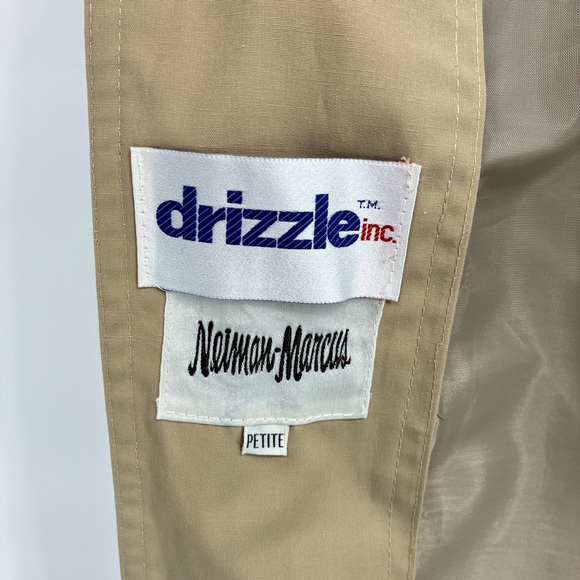 drizzle T.M. inc.
Neiman-Marcus
PETITE